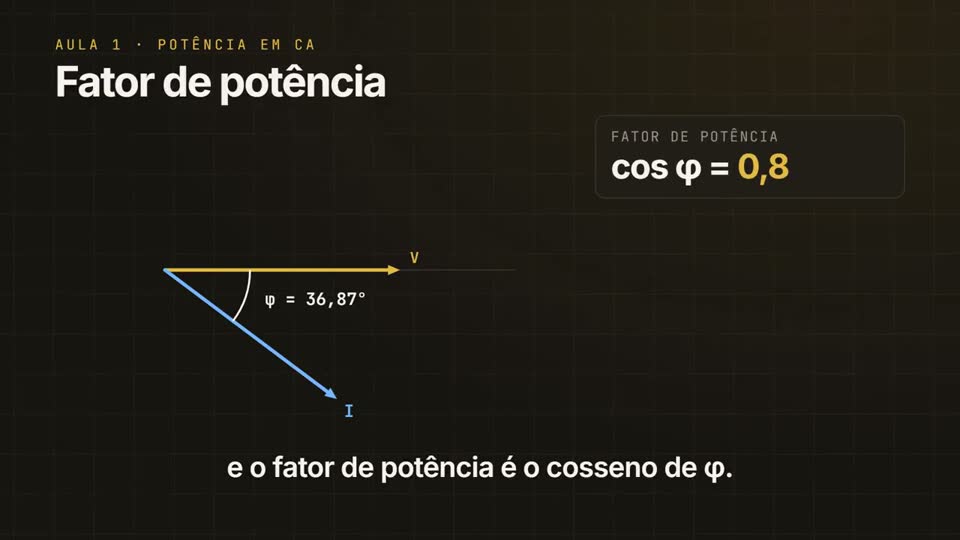 AULA 1 · POTÊNCIA EM CA
Fator de potência
FATOR DE POTÊNCIA
cos φ = 0,8
V
φ = 36,87°
I
e o fator de potência é o cosseno de φ.